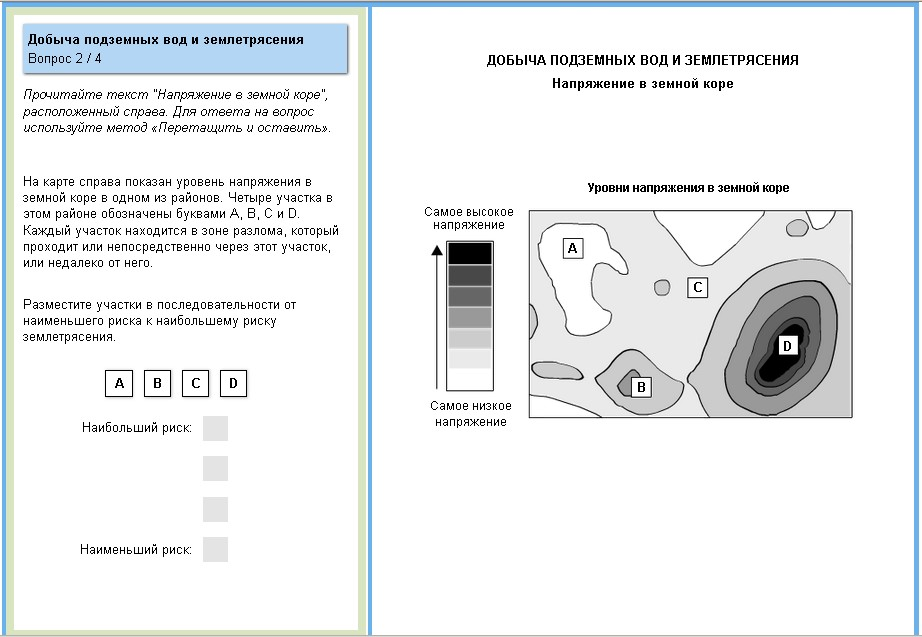 Добыча подземных вод и землетрясения
Вопрос 2 / 4
Прочитайте текст "Напряжение в земной коре",
расположенный справа. Для ответа на вопрос
используйте метод «Перетащить и оставить».
На карте справа показан уровень напряжения в
земной коре в одном из районов. Четыре участка в
этом районе обозначены буквами A, B, C и D.
Каждый участок находится в зоне разлома, который
проходит или непосредственно через этот участок,
или недалеко от него.
Разместите участки в последовательности от
наименьшего риска к наибольшему риску
землетрясения.
A B C D
Наибольший риск:
Наименьший риск:
ДОБЫЧА ПОДЗЕМНЫХ ВОД И ЗЕМЛЕТРЯСЕНИЯ
Напряжение в земной коре
Уровни напряжения в земной коре
Самое высокое
напряжение
Самое низкое
напряжение
A
C
D
B